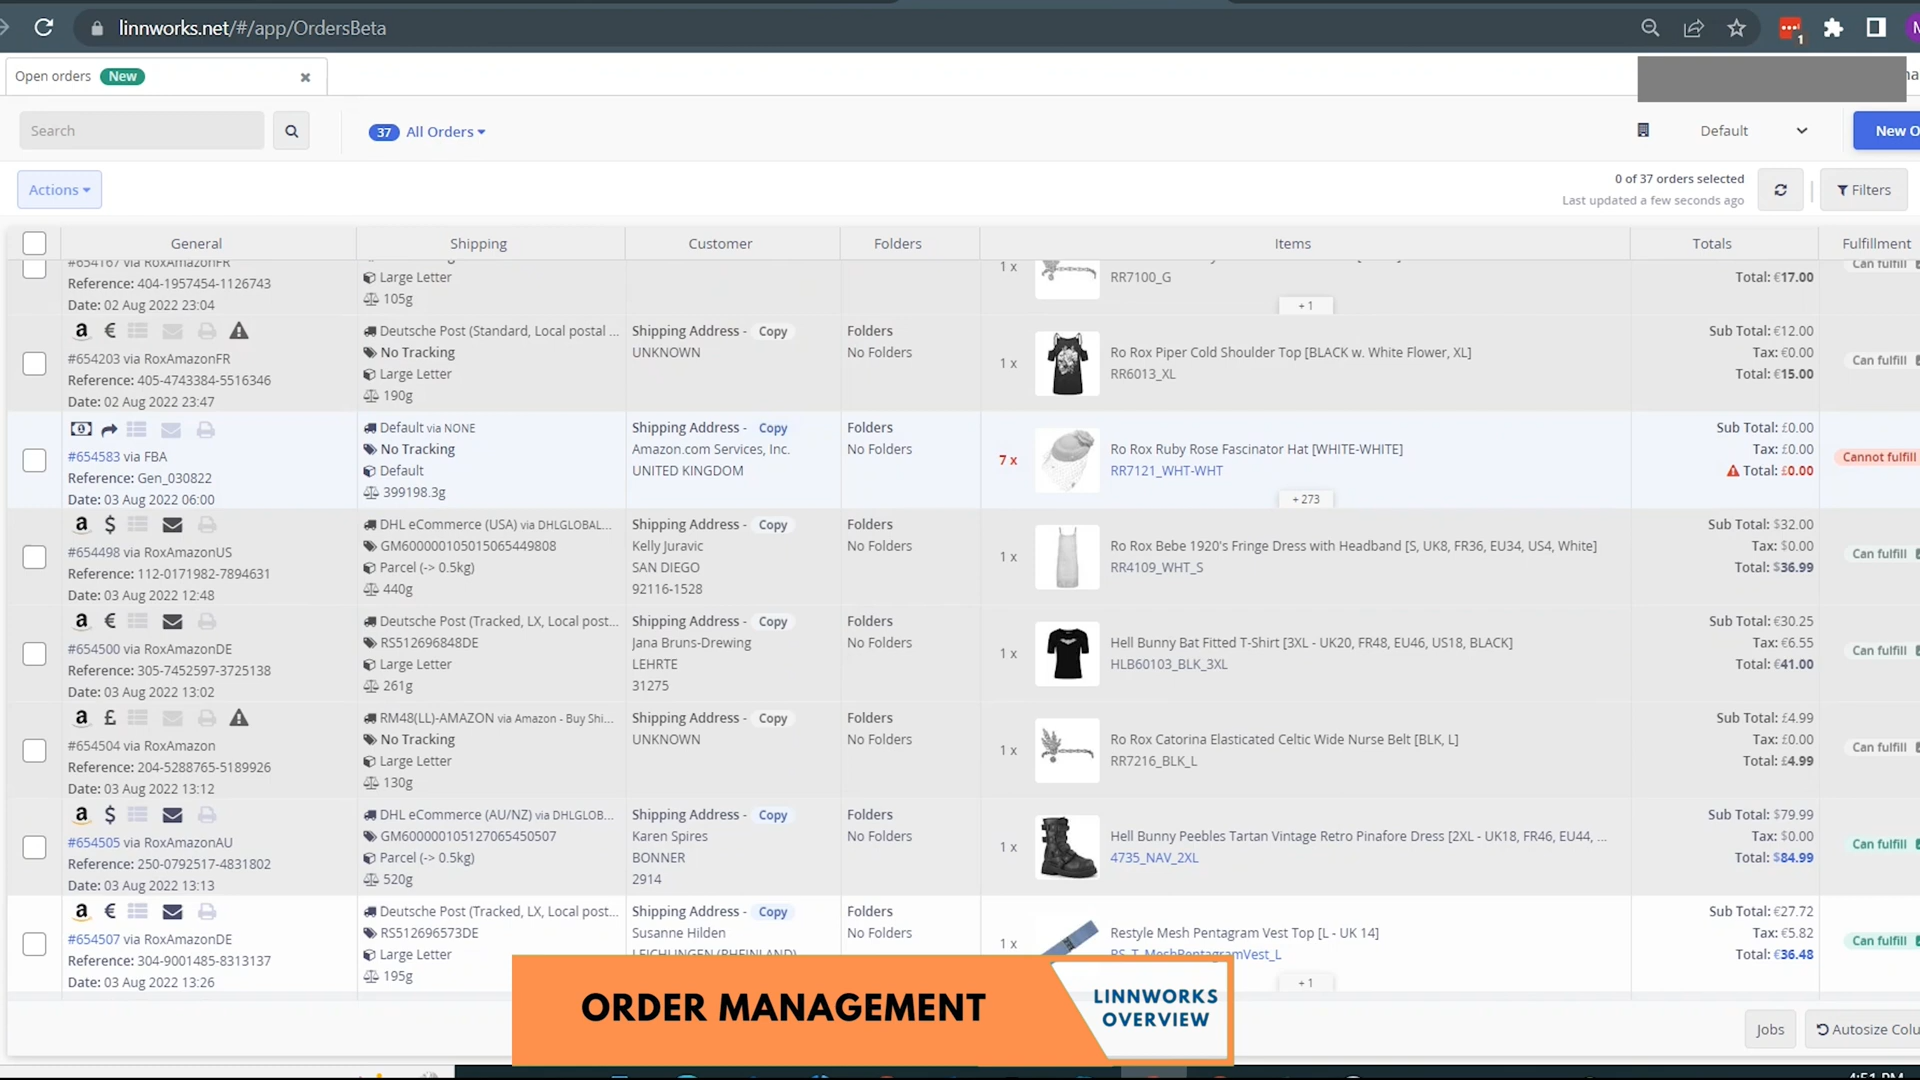 linnworks.net/#/app/OrdersBeta
1
Open orders New
Search
37 All Orders
Default
New O
Actions
0 of 37 orders selected
Last updated a few seconds ago
Filters
General Shipping Customer Folders Items Totals Fulfillment
#654167 via RoxAmazonFR
Reference: 404-1957454-1126743
Date: 02 Aug 2022 23:04
Large Letter
105g
1 x
RR7100_G
+ 1
Total: €17.00
Can fulfill
#654203 via RoxAmazonFR
Reference: 405-4743384-5516346
Date: 02 Aug 2022 23:47
Deutsche Post (Standard, Local postal ...
No Tracking
Large Letter
190g
Shipping Address - Copy
UNKNOWN
Folders
No Folders
1 x
Ro Rox Piper Cold Shoulder Top [BLACK w. White Flower, XL]
RR6013_XL
Sub Total: €12.00
Tax: €0.00
Total: €15.00
Can fulfill
#654583 via FBA
Reference: Gen_030822
Date: 03 Aug 2022 06:00
Default via NONE
No Tracking
Default
399198.3g
Shipping Address - Copy
Amazon.com Services, Inc.
UNITED KINGDOM
Folders
No Folders
7 x
Ro Rox Ruby Rose Fascinator Hat [WHITE-WHITE]
RR7121_WHT-WHT
+ 273
Sub Total: £0.00
Tax: £0.00
Total: £0.00
Cannot fulfill
#654498 via RoxAmazonUS
Reference: 112-0171982-7894631
Date: 03 Aug 2022 12:48
DHL eCommerce (USA) via DHLGLOBAL...
GM600000105015065449808
Parcel (-> 0.5kg)
440g
Shipping Address - Copy
Kelly Juravic
SAN DIEGO
92116-1528
Folders
No Folders
1 x
Ro Rox Bebe 1920's Fringe Dress with Headband [S, UK8, FR36, EU34, US4, White]
RR4109_WHT_S
Sub Total: $32.00
Tax: $0.00
Total: $36.99
Can fulfill
#654500 via RoxAmazonDE
Reference: 305-7452597-3725138
Date: 03 Aug 2022 13:02
Deutsche Post (Tracked, LX, Local post...
RS512696848DE
Large Letter
261g
Shipping Address - Copy
Jana Bruns-Drewing
LEHRTE
31275
Folders
No Folders
1 x
Hell Bunny Bat Fitted T-Shirt [3XL - UK20, FR48, EU46, US18, BLACK]
HLB60103_BLK_3XL
Sub Total: €30.25
Tax: €6.55
Total: €41.00
Can fulfill
#654504 via RoxAmazon
Reference: 204-5288765-5189926
Date: 03 Aug 2022 13:12
RM48(LL)-AMAZON via Amazon - Buy Shi...
No Tracking
Large Letter
130g
Shipping Address - Copy
UNKNOWN
Folders
No Folders
1 x
Ro Rox Catorina Elasticated Celtic Wide Nurse Belt [BLK, L]
RR7216_BLK_L
Sub Total: £4.99
Tax: £0.00
Total: £4.99
Can fulfill
#654505 via RoxAmazonAU
Reference: 250-0792517-4831802
Date: 03 Aug 2022 13:13
DHL eCommerce (AU/NZ) via DHLGLOB...
GM600000105127065450507
Parcel (-> 0.5kg)
520g
Shipping Address - Copy
Karen Spires
BONNER
2914
Folders
No Folders
1 x
Hell Bunny Peebles Tartan Vintage Retro Pinafore Dress [2XL - UK18, FR46, EU44, ...
4735_NAV_2XL
Sub Total: $79.99
Tax: $0.00
Total: $84.99
Can fulfill
#654507 via RoxAmazonDE
Reference: 304-9001485-8313137
Date: 03 Aug 2022 13:26
Deutsche Post (Tracked, LX, Local post...
RS512696573DE
Large Letter
195g
Shipping Address - Copy
Susanne Hilden
LEICHLINGEN (RHEINLAND)
Folders
No Folders
1 x
Restyle Mesh Pentagram Vest Top [L - UK 14]
RS_T_MeshPentagramVest_L
+ 1
Sub Total: €27.72
Tax: €5.82
Total: €36.48
Can fulfill
ORDER MANAGEMENT
LINNWORKS
OVERVIEW
Jobs
Autosize Colu
4:51 PM